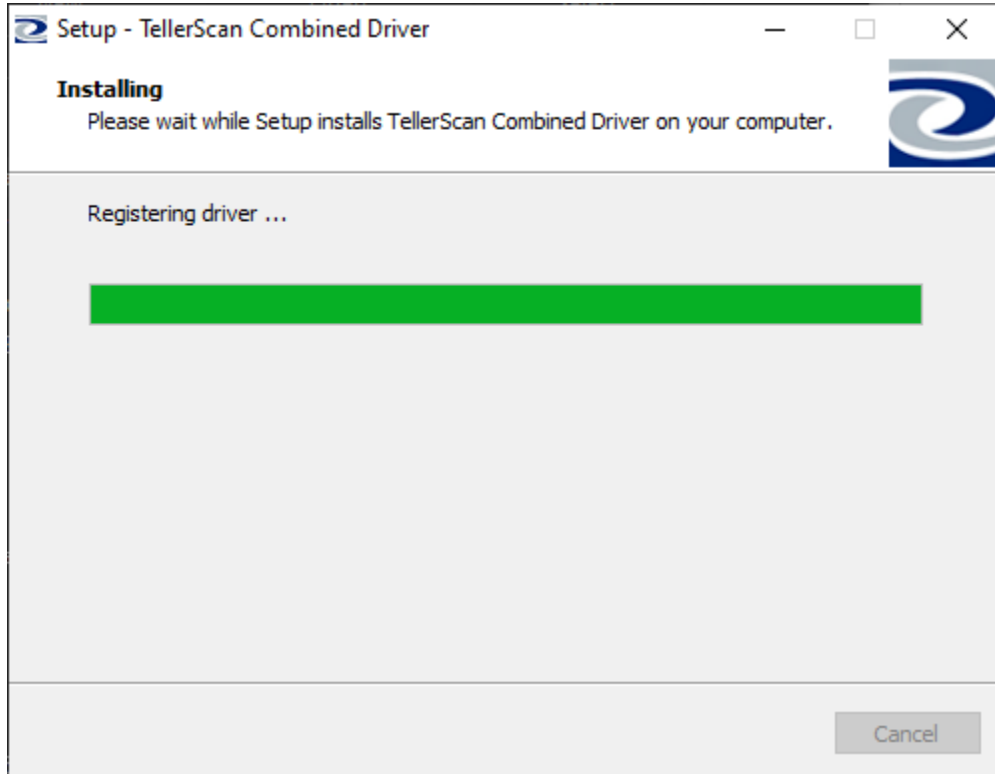 Setup - TellerScan Combined Driver
Installing
Please wait while Setup installs TellerScan Combined Driver on your computer.
Registering driver ...
Cancel